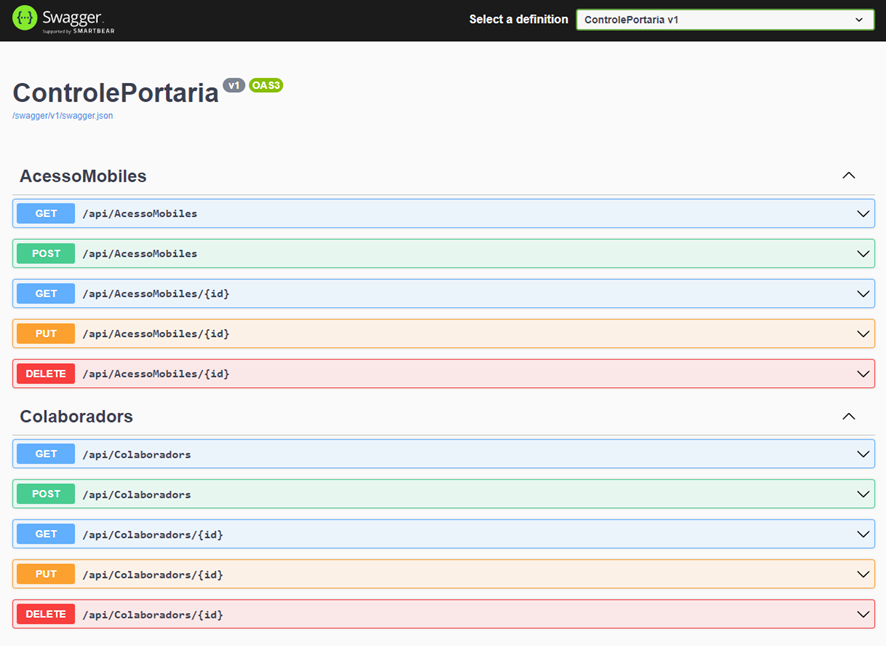 Swagger.
Supported by SMARTBEAR
Select a definition
ControlePortaria v1
ControlePortaria v1 OAS3
/swagger/v1/swagger.json
AcessoMobiles
GET /api/AcessoMobiles
POST /api/AcessoMobiles
GET /api/AcessoMobiles/{id}
PUT /api/AcessoMobiles/{id}
DELETE /api/AcessoMobiles/{id}
Colaboradors
GET /api/Colaboradors
POST /api/Colaboradors
GET /api/Colaboradors/{id}
PUT /api/Colaboradors/{id}
DELETE /api/Colaboradors/{id}